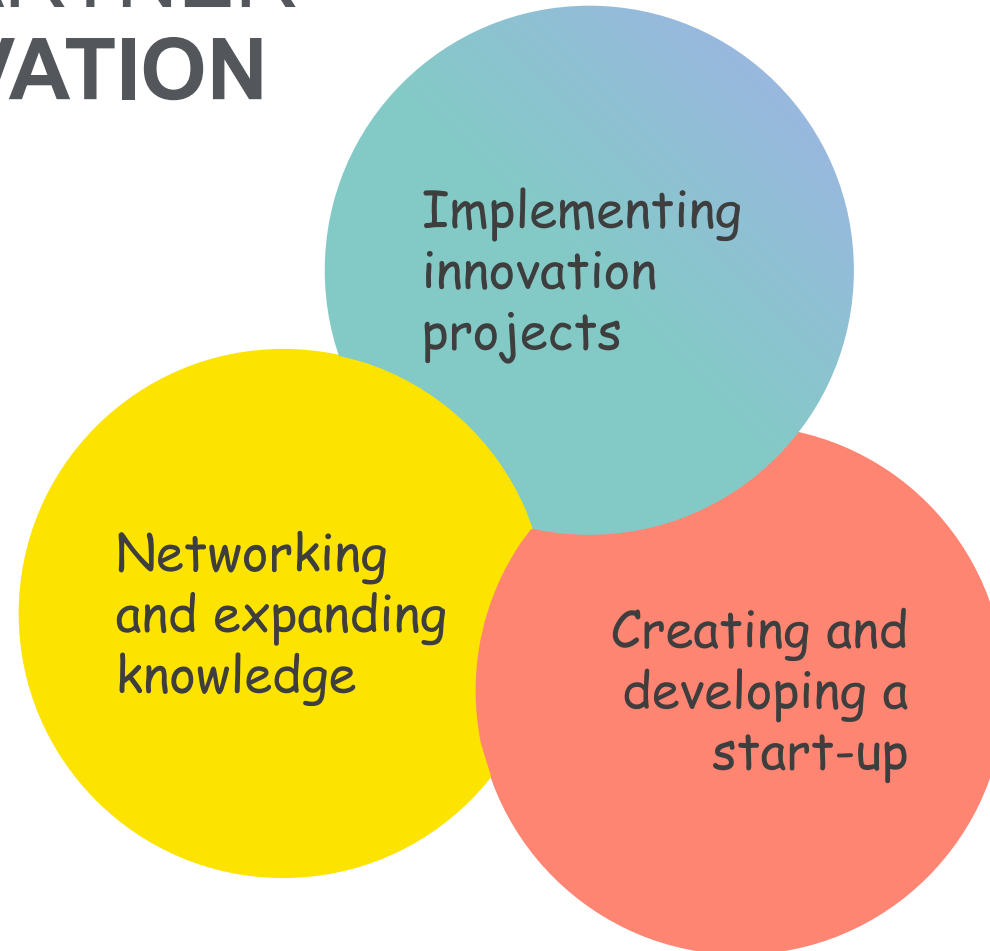 VATION
Implementing
innovation
projects
Networking
and expanding
knowledge
Creating and
developing a
start-up